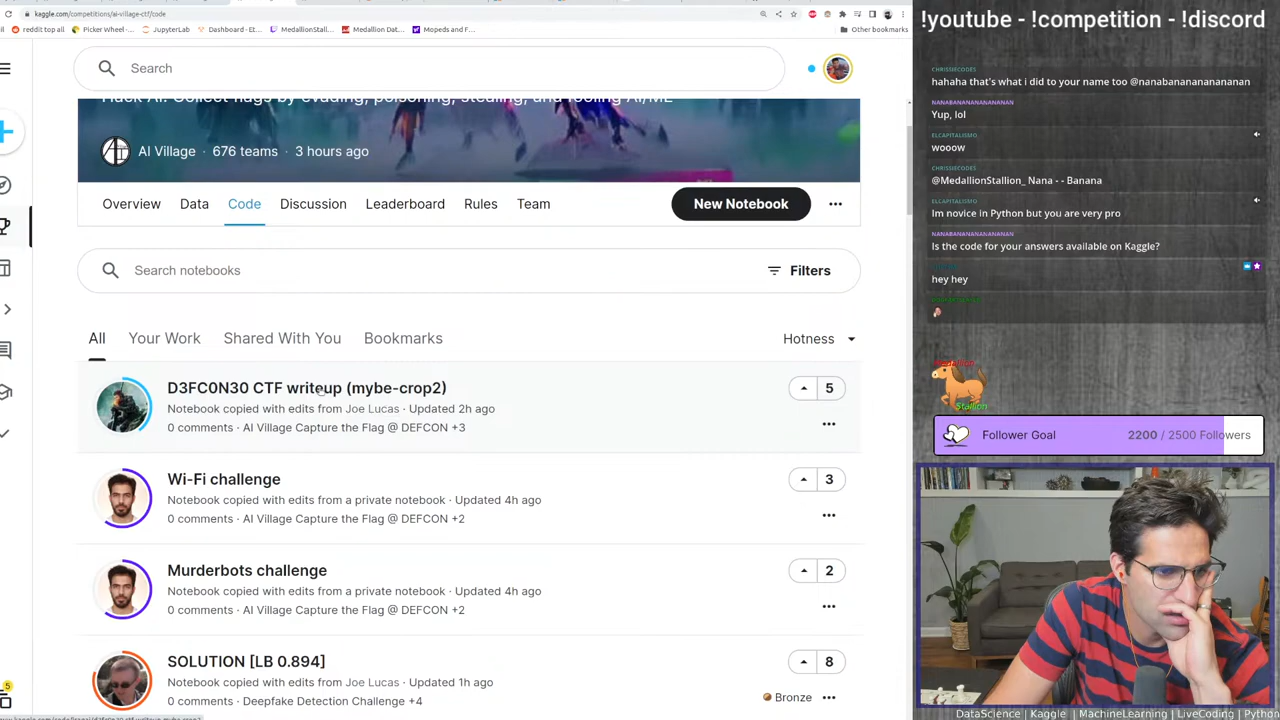 kaggle.com/competitions/ai-village-ctf/code
reddit top all
Picker Wheel -...
JupyterLab
Dashboard - Et...
MedallionStall...
Medallion Dat...
Mopeds and F...
Other bookmarks
Search
Hack AI! Collect flags by evading, poisoning, stealing, and fooling AI/ML
AI Village · 676 teams · 3 hours ago
Overview
Data
Code
Discussion
Leaderboard
Rules
Team
New Notebook
Search notebooks
Filters
All
Your Work
Shared With You
Bookmarks
Hotness
D3FC0N30 CTF writeup (mybe-crop2)
5
Notebook copied with edits from Joe Lucas · Updated 2h ago
0 comments · AI Village Capture the Flag @ DEFCON +3
Wi-Fi challenge
3
Notebook copied with edits from a private notebook · Updated 4h ago
0 comments · AI Village Capture the Flag @ DEFCON +2
Murderbots challenge
2
Notebook copied with edits from a private notebook · Updated 4h ago
0 comments · AI Village Capture the Flag @ DEFCON +2
SOLUTION [LB 0.894]
8
Notebook copied with edits from Joe Lucas · Updated 1h ago
0 comments · Deepfake Detection Challenge +4
Bronze
5
!youtube - !competition - !discord
CHRISSIECODES
hahaha that's what i did to your name too @nanabanananananana
Yup, lol
ELCAPITALISMO
wooow
CHRISSIECODES
@MedallionStallion_ Nana - - Banana
ELCAPITALISMO
Im novice in Python but you are very pro
Is the code for your answers available on Kaggle?
hey hey
Medallion
Stallion
Follower Goal
2200 / 2500 Followers
DataScience | Kaggle | MachineLearning | LiveCoding | Python